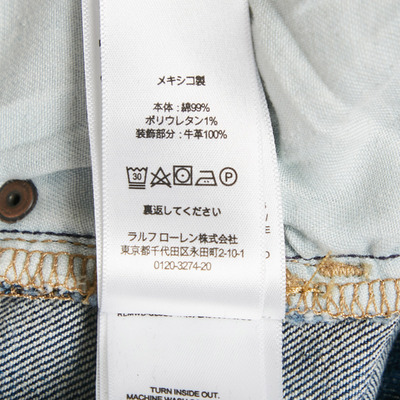 メキシコ製
本体：綿99%
ポリウレタン1%
装飾部分：牛革100%
30
P
裏返してください
ラルフローレン株式会社
東京都千代田区永田町2-10-1
0120-3274-20
TURN INSIDE OUT.